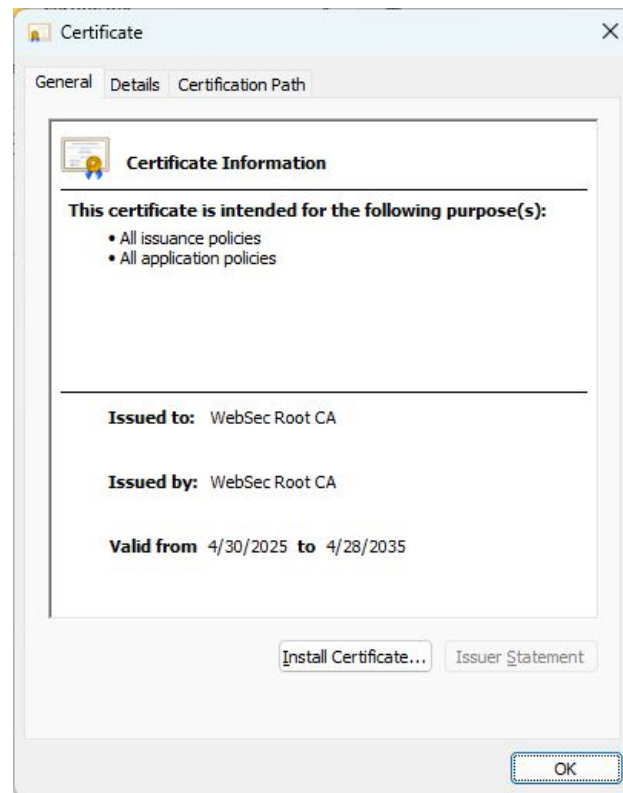 Certificate
General Details Certification Path
Certificate Information
This certificate is intended for the following purpose(s):
• All issuance policies
• All application policies
Issued to: WebSec Root CA
Issued by: WebSec Root CA
Valid from 4/30/2025 to 4/28/2035
Install Certificate... Issuer Statement
OK